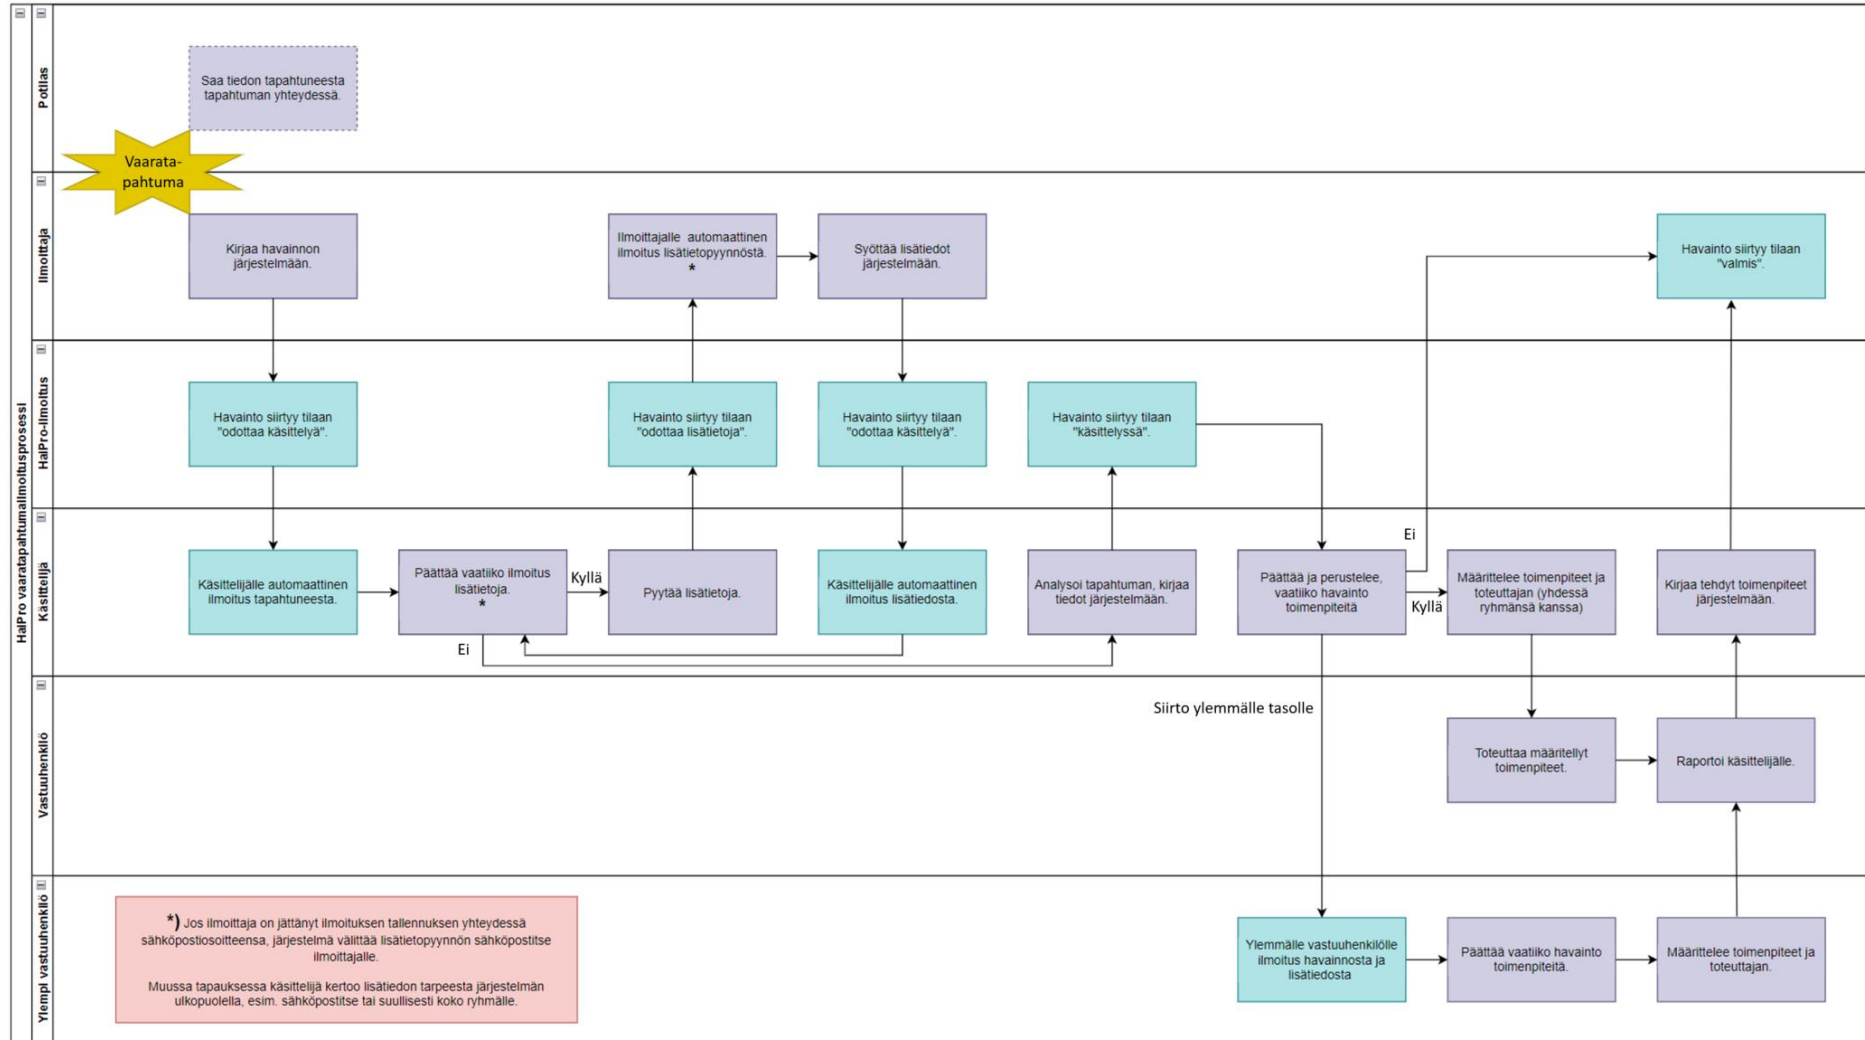 HaiPro vaaratapahtumailmoitusprosessi
Potilas
Saa tiedon tapahtuneesta
tapahtuman yhteydessä.
Vaarata-
pahtuma
Ilmoittaja
Kirjaa havainnon
järjestelmään.
Ilmoittajalle automaattinen
ilmoitus lisätietopyynnöstä.
*
Syöttää lisätiedot
järjestelmään.
Havainto siirtyy tilaan
"valmis".
HaiPro-ilmoitus
Havainto siirtyy tilaan
"odottaa käsittelyä".
Havainto siirtyy tilaan
"odottaa lisätietoja".
Havainto siirtyy tilaan
"odottaa käsittelyä".
Havainto siirtyy tilaan
"käsittelyssä".
Käsittelijä
Käsittelijälle automaattinen
ilmoitus tapahtuneesta.
Päättää vaatiiko ilmoitus
lisätietoja.
*
Kyllä
Ei
Pyytää lisätietoja.
Käsittelijälle automaattinen
ilmoitus lisätiedosta.
Analysoi tapahtuman, kirjaa
tiedot järjestelmään.
Päättää ja perustelee,
vaatiiko havainto
toimenpiteitä
Ei
Kyllä
Määrittelee toimenpiteet ja
toteuttajan (yhdessä
ryhmänsä kanssa)
Kirjaa tehdyt toimenpiteet
järjestelmään.
Vastuuhenkilö
Siirto ylemmälle tasolle
Toteuttaa määritellyt
toimenpiteet.
Raportoi käsittelijälle.
Ylempi vastuuhenkilö
*) Jos ilmoittaja on jättänyt ilmoituksen tallennuksen yhteydessä
sähköpostiosoitteensa, järjestelmä välittää lisätietopyynnön sähköpostitse
ilmoittajalle.
Muussa tapauksessa käsittelijä kertoo lisätiedon tarpeesta järjestelmän
ulkopuolella, esim. sähköpostitse tai suullisesti koko ryhmälle.
Ylemmälle vastuuhenkilölle
ilmoitus havainnosta ja
lisätiedosta
Päättää vaatiiko havainto
toimenpiteitä.
Määrittelee toimenpiteet ja
toteuttajan.